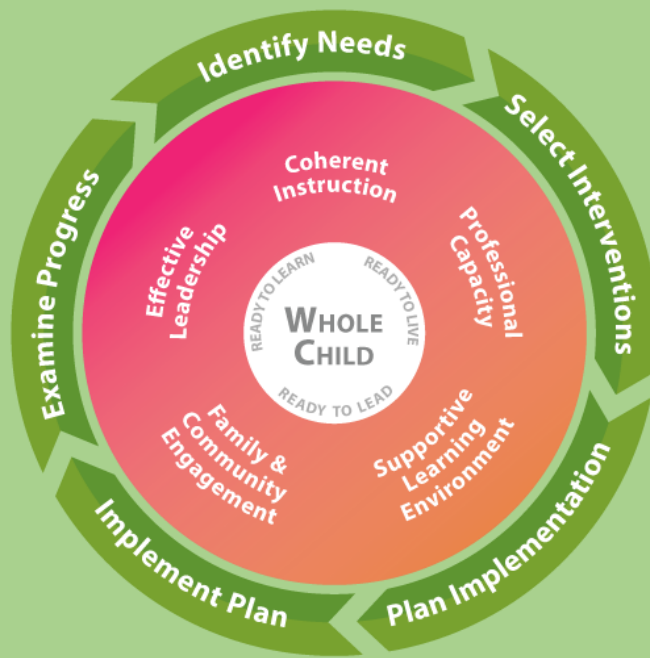 Identify Needs
Select Interventions
Plan Implementation
Implement Plan
Examine Progress
Coherent
Instruction
Professional
Capacity
Supportive
Learning
Environment
Family &
Community
Engagement
Effective
Leadership
READY TO LEARN
READY TO LIVE
READY TO LEAD
WHOLE
CHILD